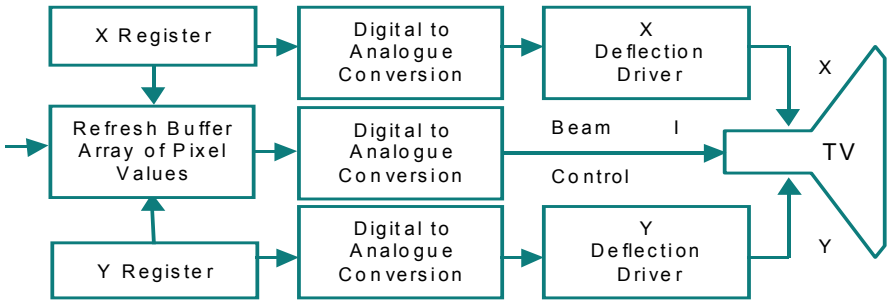 X Register
Digital to
Analogue
Conversion
X
Deflection
Driver
X
Refresh Buffer
Array of Pixel
Values
Digital to
Analogue
Conversion
Beam I
Control
TV
Y Register
Digital to
Analogue
Conversion
Y
Deflection
Driver
Y